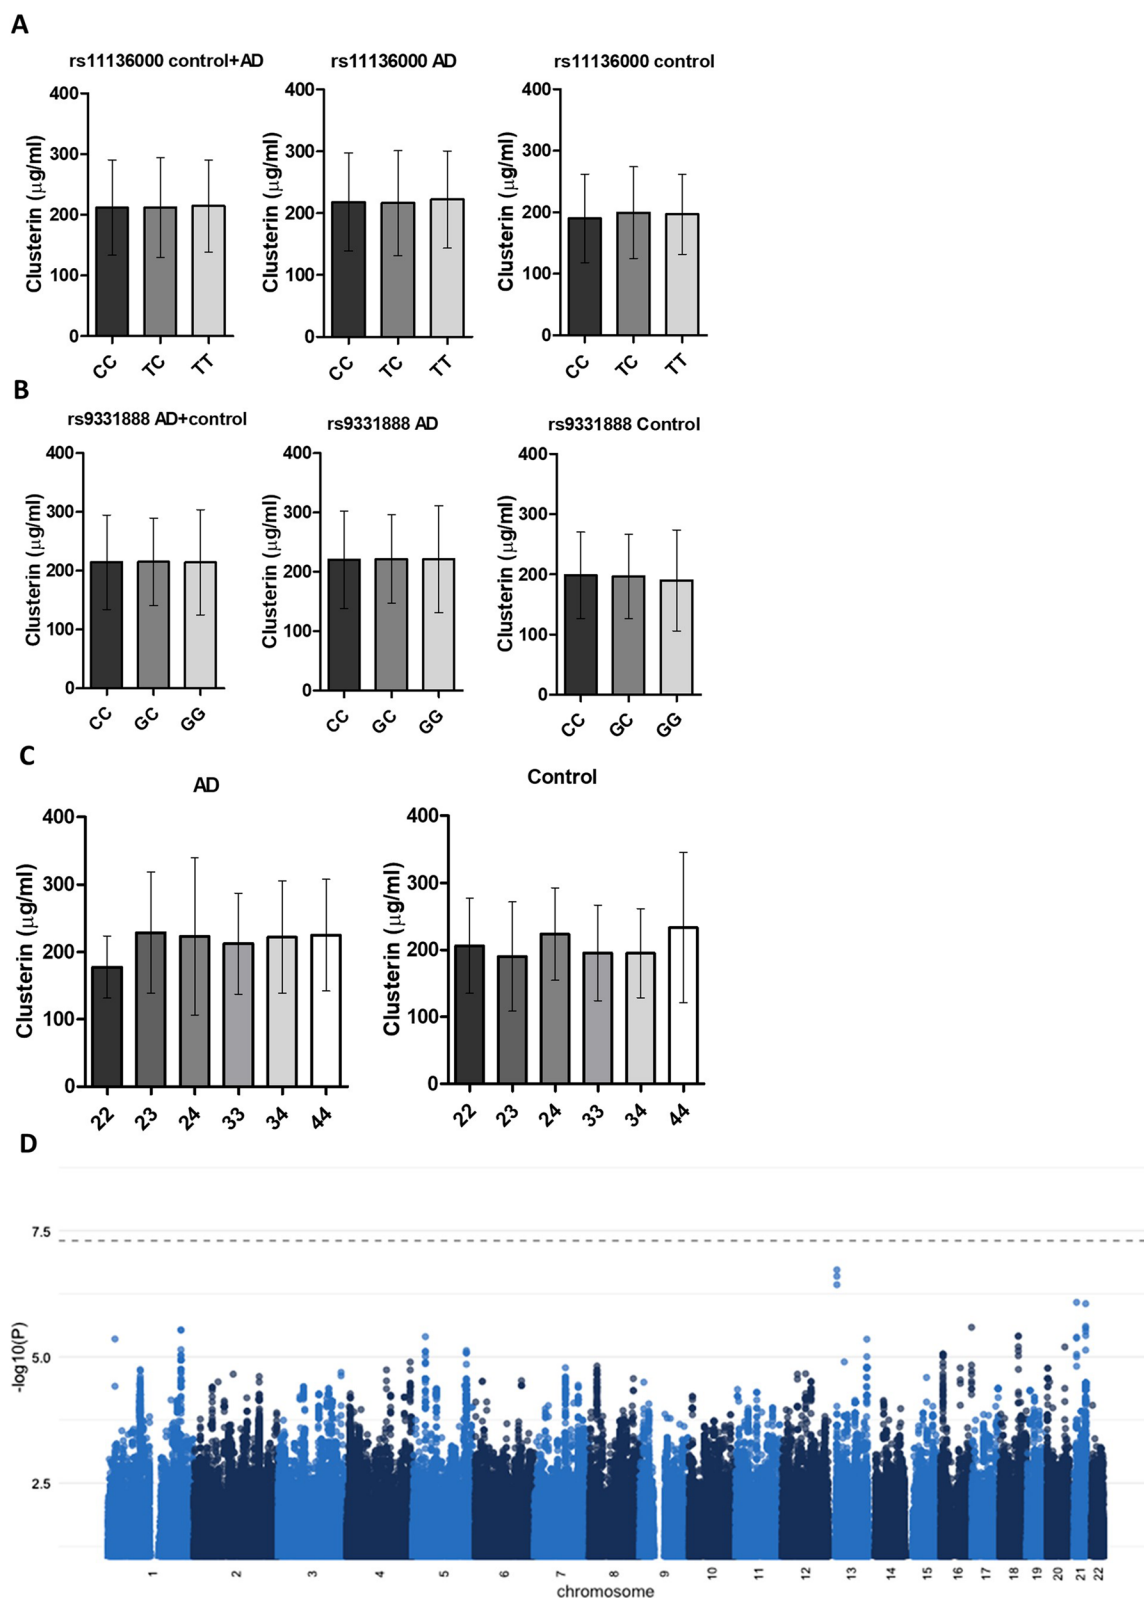 A
rs11136000 control+AD
rs11136000 AD
rs11136000 control
Clusterin (μg/ml)
400
300
200
100
0
CC
TC
TT
Clusterin (μg/ml)
400
300
200
100
0
CC
TC
TT
Clusterin (μg/ml)
400
300
200
100
0
CC
TC
TT
B
rs9331888 AD+control
rs9331888 AD
rs9331888 Control
Clusterin (μg/ml)
400
300
200
100
0
CC
GC
GG
Clusterin (μg/ml)
400
300
200
100
0
CC
GC
GG
Clusterin (μg/ml)
400
300
200
100
0
CC
GC
GG
C
AD
Control
Clusterin (μg/ml)
400
300
200
100
0
22
23
24
33
34
44
Clusterin (μg/ml)
400
300
200
100
0
22
23
24
33
34
44
D
-log10(P)
7.5
5.0
2.5
1
2
3
4
5
6
7
8
9
10
11
12
13
14
15
16
17
18
19
20
21
22
chromosome